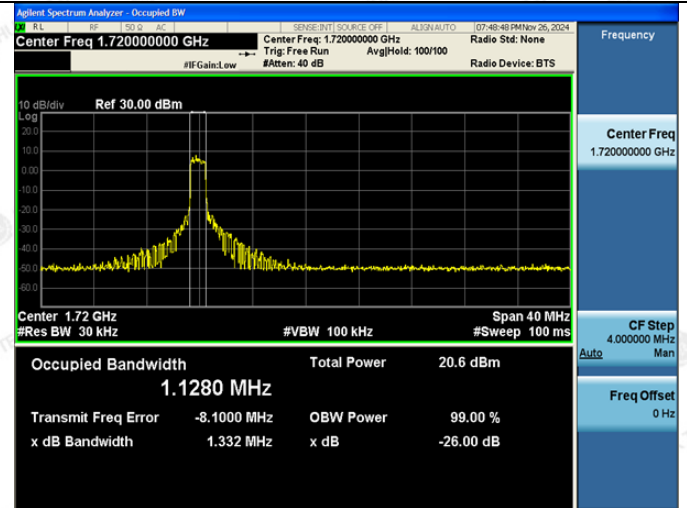 Agilent Spectrum Analyzer - Occupied BW
RL RF 50 Ω AC SENSE:INT SOURCE OFF ALIGN AUTO 07:48:48 PM Nov 26, 2024
Center Freq 1.720000000 GHz
Center Freq: 1.720000000 GHz
Radio Std: None
Trig: Free Run Avg|Hold: 100/100
#IFGain:Low #Atten: 40 dB Radio Device: BTS
10 dB/div Ref 30.00 dBm
Log
20.0
10.0
0.00
-10.0
-20.0
-30.0
-40.0
-50.0
-60.0
Center 1.72 GHz Span 40 MHz
#Res BW 30 kHz #VBW 100 kHz #Sweep 100 ms
Occupied Bandwidth Total Power 20.6 dBm
1.1280 MHz
Transmit Freq Error -8.1000 MHz OBW Power 99.00 %
x dB Bandwidth 1.332 MHz x dB -26.00 dB
Frequency
Center Freq
1.720000000 GHz
CF Step
4.000000 MHz
Auto Man
Freq Offset
0 Hz